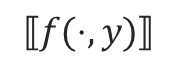 ⟦𝑓(·, 𝑦)⟧